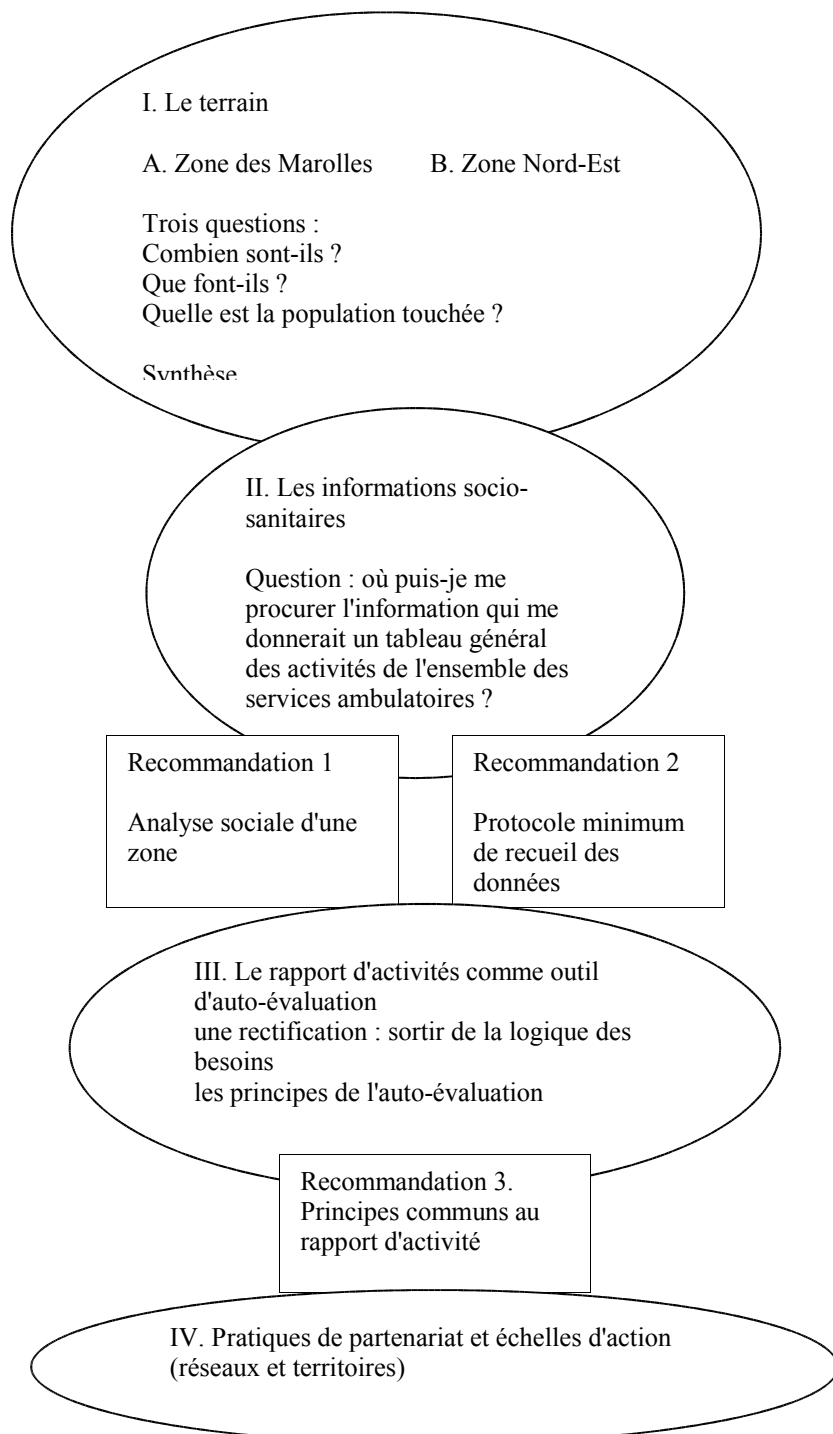 I. Le terrain
A. Zone des Marolles B. Zone Nord-Est
Trois questions :
Combien sont-ils ?
Que font-ils ?
Quelle est la population touchée ?
Synthèse
II. Les informations socio-
sanitaires
Question : où puis-je me
procurer l'information qui me
donnerait un tableau général
des activités de l'ensemble des
services ambulatoires ?
Recommandation 1
Analyse sociale d'une
zone
Recommandation 2
Protocole minimum
de recueil des
données
III. Le rapport d'activités comme outil
d'auto-évaluation
une rectification : sortir de la logique des
besoins
les principes de l'auto-évaluation
Recommandation 3.
Principes communs au
rapport d'activité
IV. Pratiques de partenariat et échelles d'action
(réseaux et territoires)